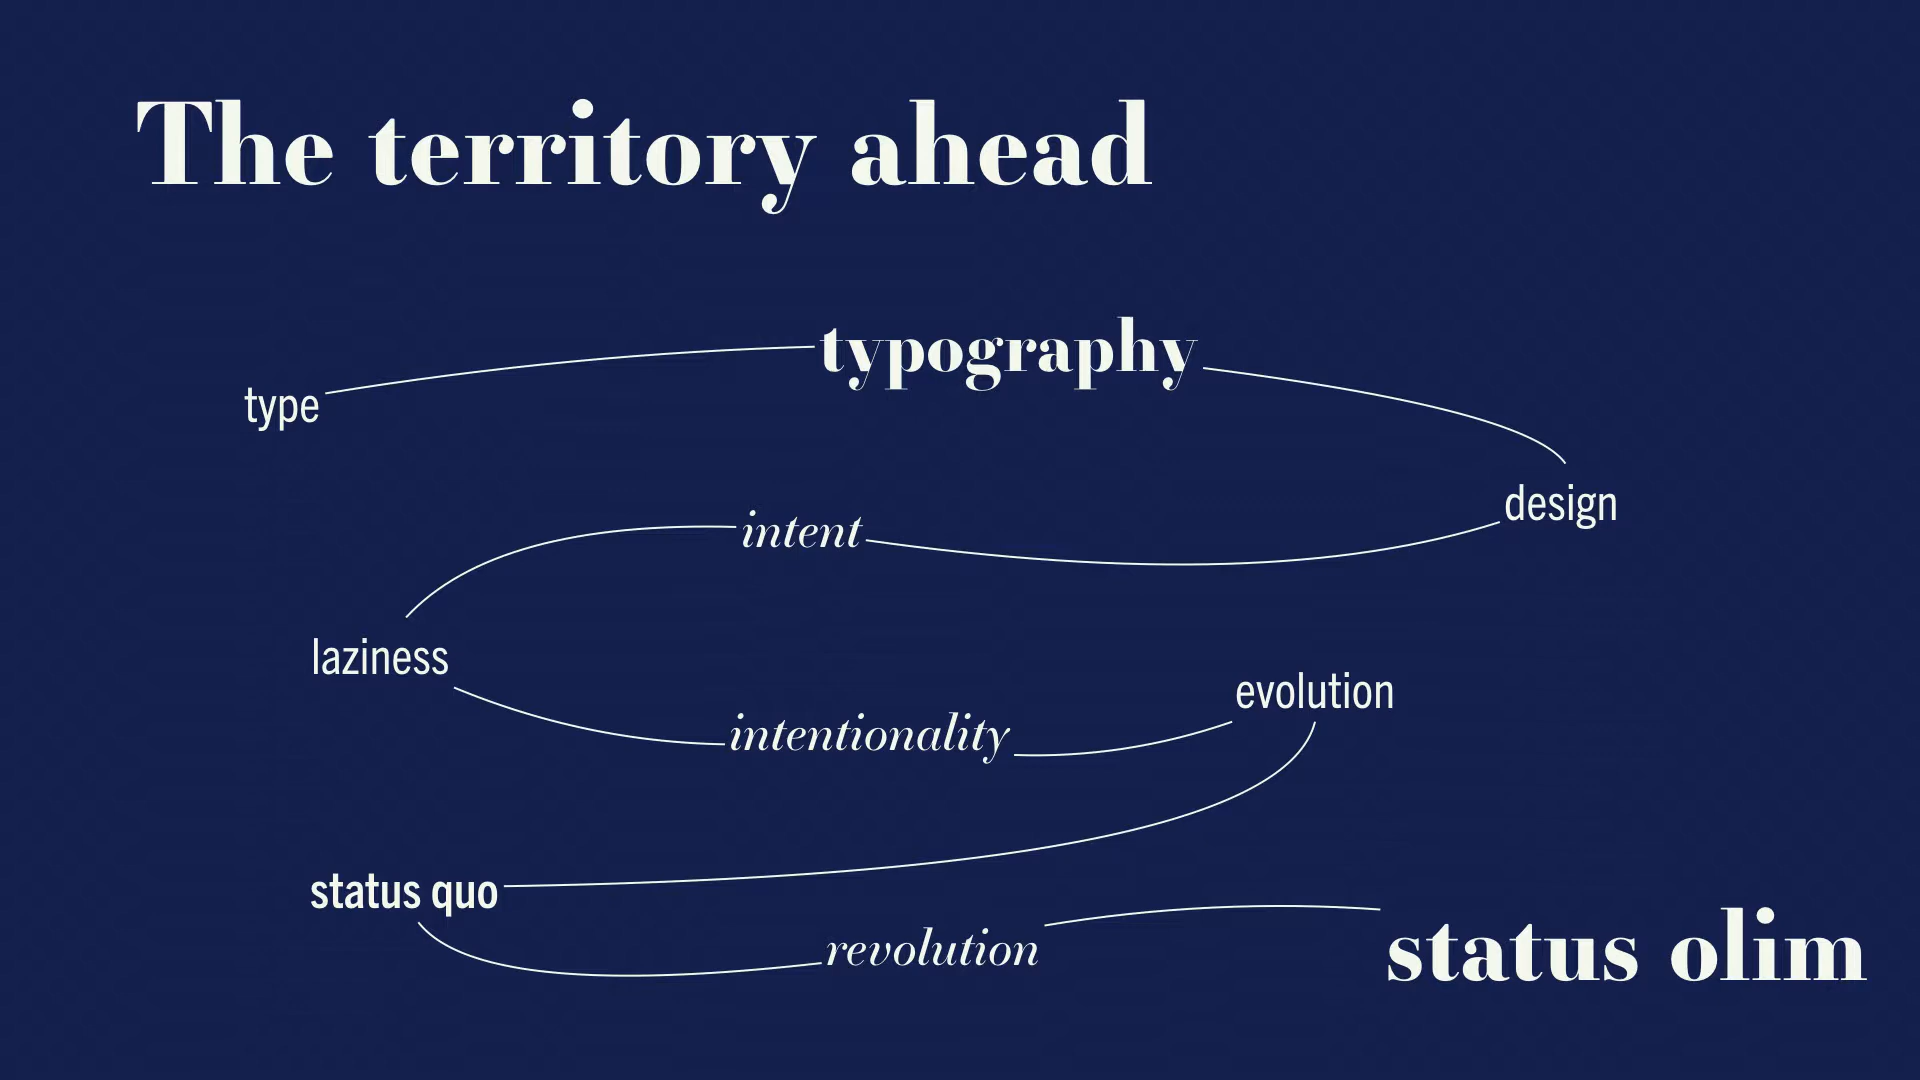 The territory ahead
type
typography
design
intent
laziness
intentionality
evolution
status quo
revolution
status olim